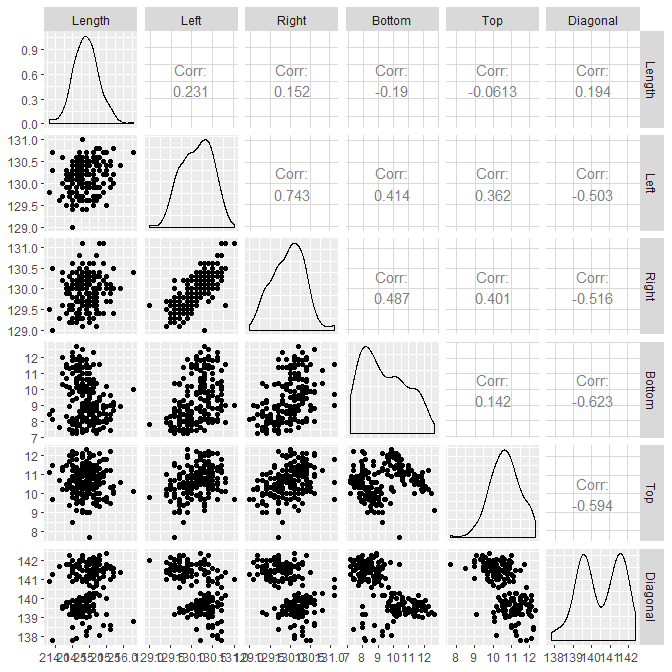 Length Left Right Bottom Top Diagonal
0.9
0.6
0.3
0.0
Corr: Corr: Corr: Corr: Corr:
0.231 0.152 -0.19 -0.0613 0.194
Length
131.0
130.5
130.0
129.5
129.0
Corr: Corr: Corr: Corr:
0.743 0.414 0.362 -0.503
Left
131.0
130.5
130.0
129.5
129.0
Corr: Corr: Corr:
0.487 0.401 -0.516
Right
12
11
10
9
8
7
Corr: Corr:
0.142 -0.623
Bottom
12
11
10
9
8
Corr:
-0.594
Top
142
141
140
139
138
Diagonal
7 8 9 10 11 12 8 9 10 11 12 138 139 140 141 142